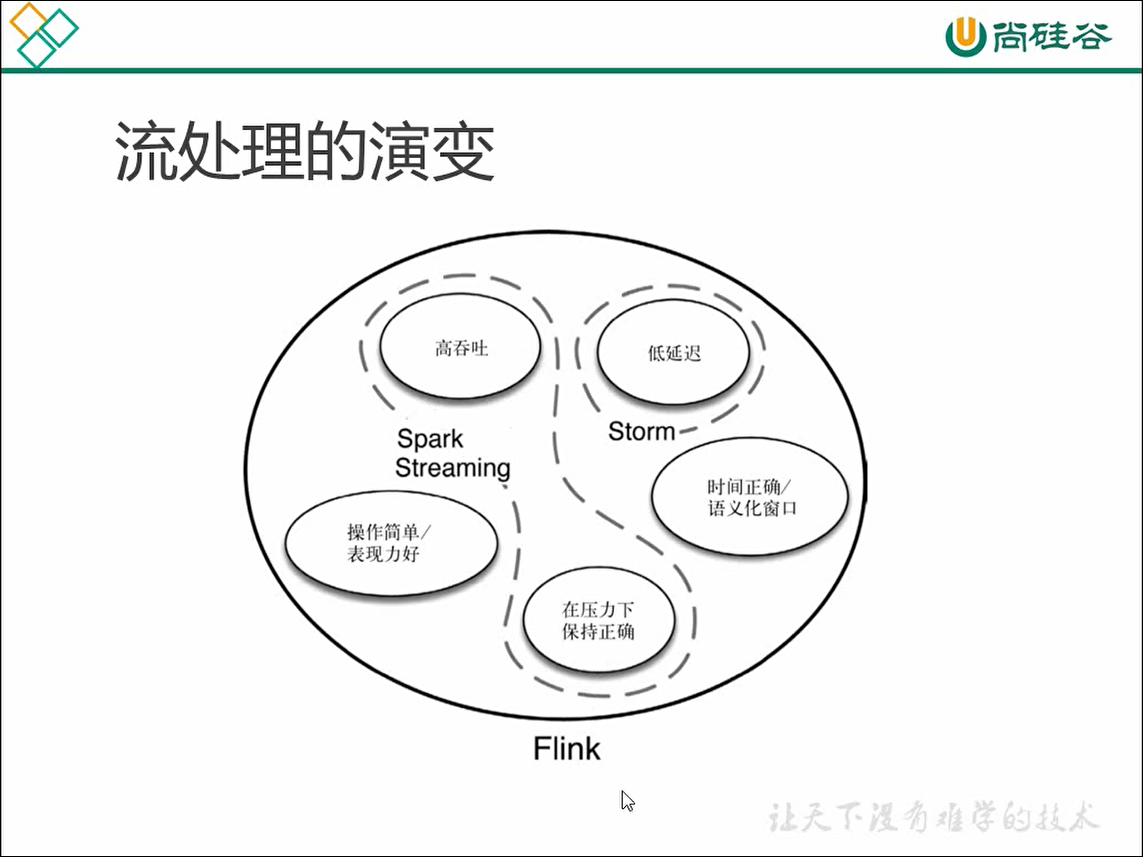 尚硅谷
流处理的演变
高吞吐
低延迟
Spark
Streaming
Storm
时间正确/
语义化窗口
操作简单/
表现力好
在压力下
保持正确
Flink
让天下没有难学的技术